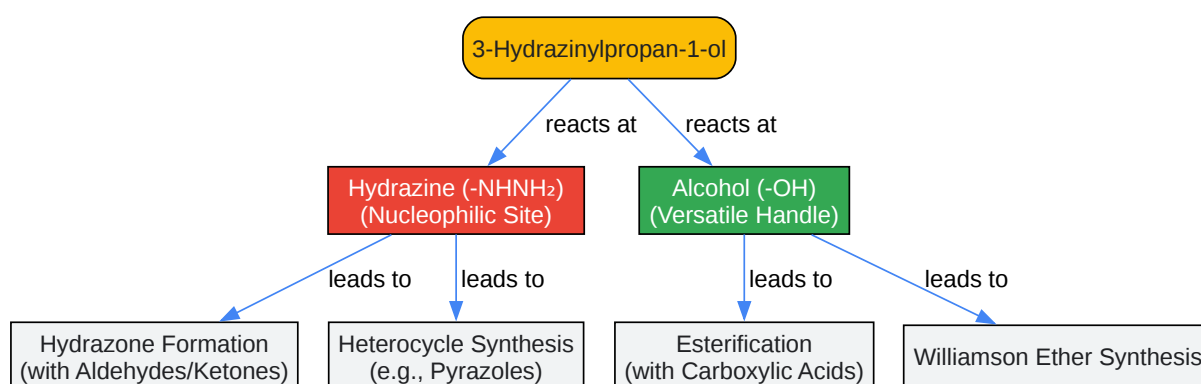 3-Hydrazinylpropan-1-ol
reacts at
reacts at
Hydrazine (-NHNH₂)
(Nucleophilic Site)
Alcohol (-OH)
(Versatile Handle)
leads to
leads to
leads to
leads to
Hydrazone Formation
(with Aldehydes/Ketones)
Heterocycle Synthesis
(e.g., Pyrazoles)
Esterification
(with Carboxylic Acids)
Williamson Ether Synthesis